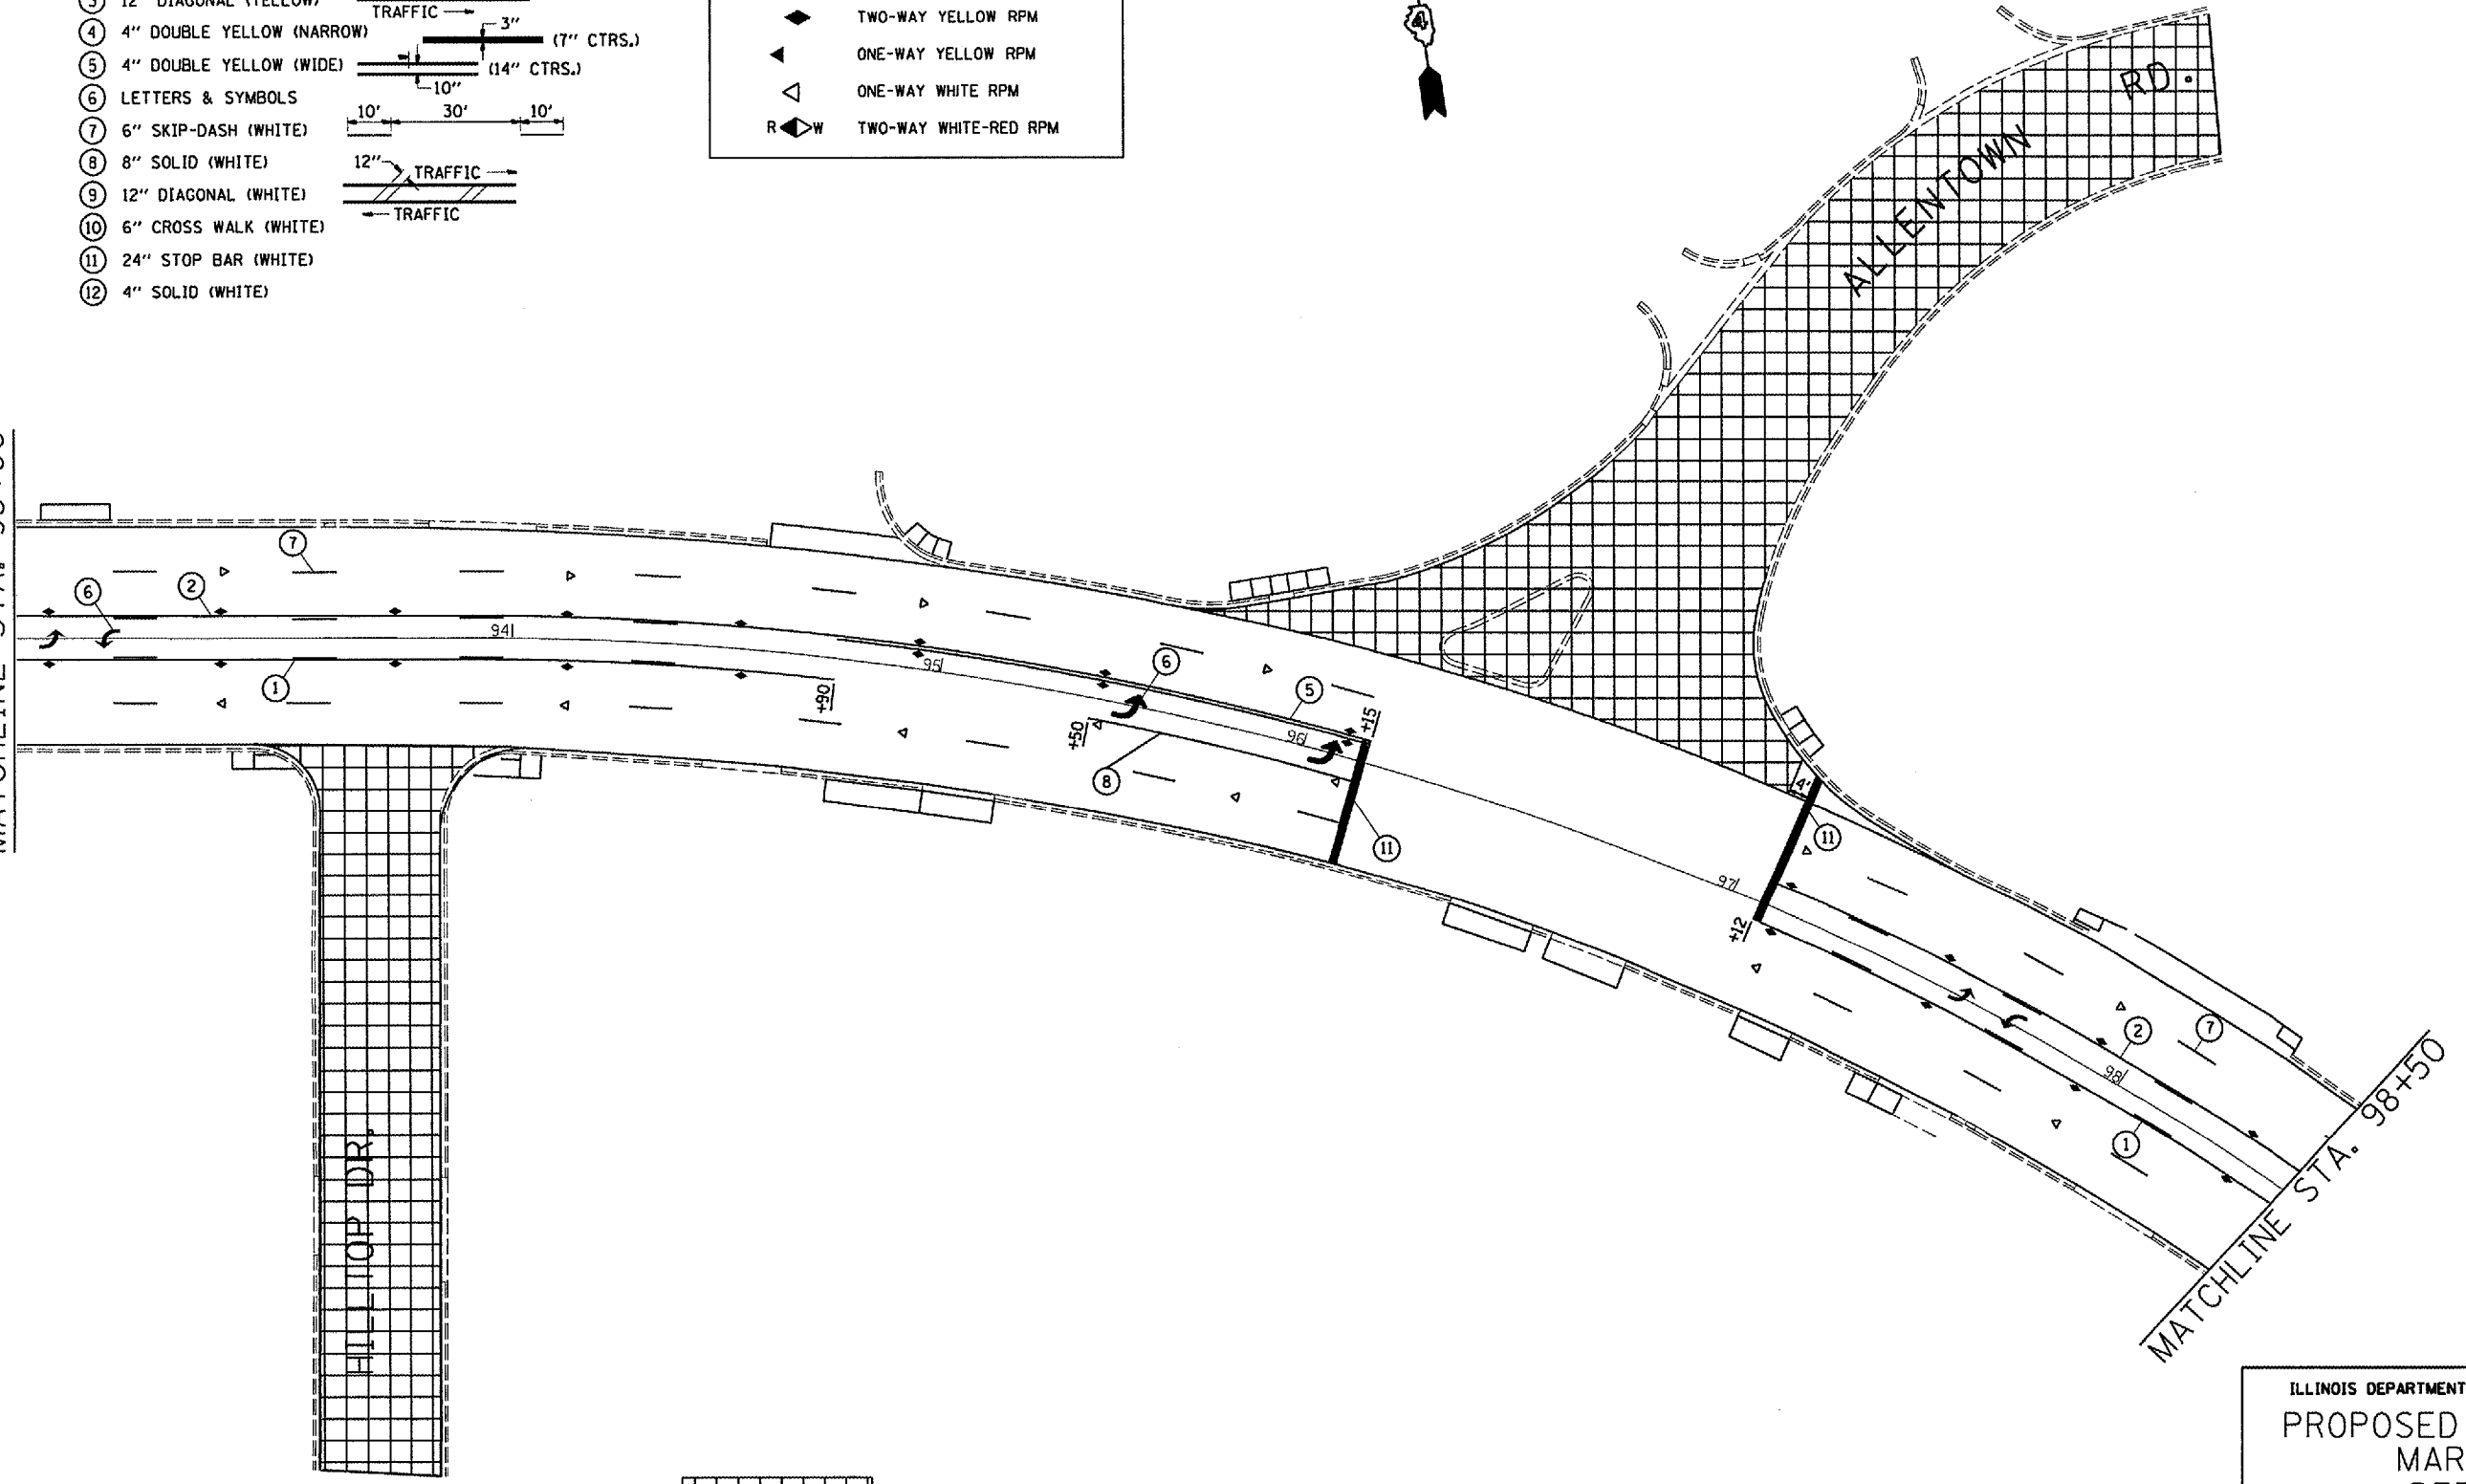 3 12" DIAGONAL (YELLOW)
TRAFFIC
4 4" DOUBLE YELLOW (NARROW)
3"
(7" CTRS.)
5 4" DOUBLE YELLOW (WIDE)
(14" CTRS.)
10"
6 LETTERS & SYMBOLS
10' 30' 10'
7 6" SKIP-DASH (WHITE)
8 8" SOLID (WHITE)
12"
TRAFFIC
9 12" DIAGONAL (WHITE)
TRAFFIC
10 6" CROSS WALK (WHITE)
11 24" STOP BAR (WHITE)
12 4" SOLID (WHITE)
TWO-WAY YELLOW RPM
ONE-WAY YELLOW RPM
ONE-WAY WHITE RPM
R W TWO-WAY WHITE-RED RPM
4
ALLENTOWN RD.
7
6
2
94
1
95
+90
6
5
+50
96
+15
8
11
4'
11
97
+12
2
7
98
1
HILLTOP DR.
MATCHLINE STA. 98+50
ILLINOIS DEPARTMENT
PROPOSED
MAR